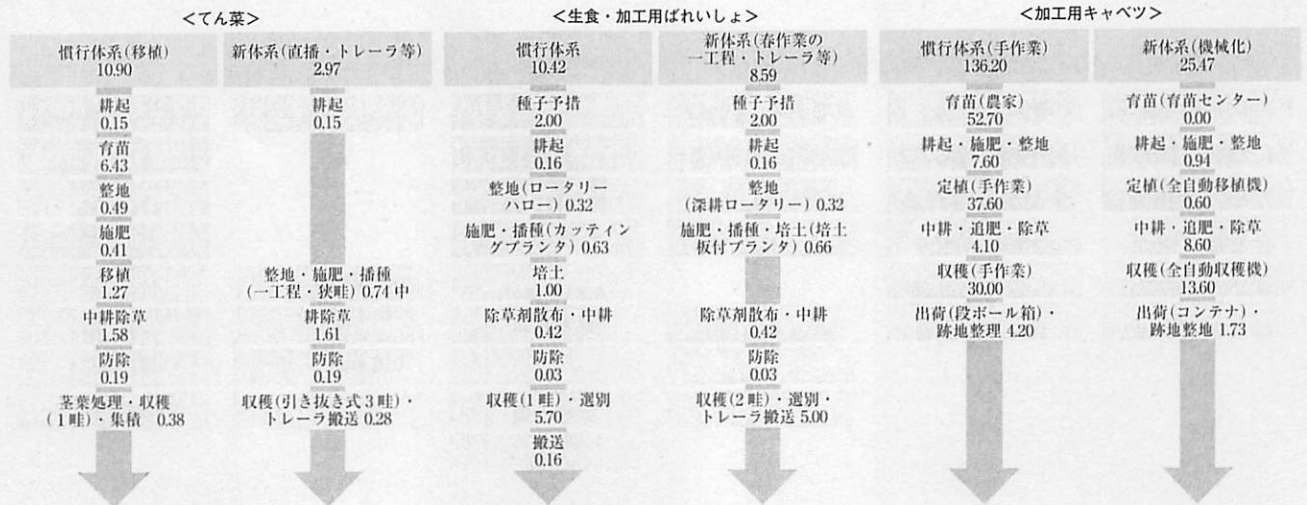 <てん菜>
慣行体系(移植)
10.90
耕起
0.15
育苗
6.43
整地
0.49
施肥
0.41
移植
1.27
中耕除草
1.58
防除
0.19
茎葉処理・収穫
(1畦)・集積 0.38
新体系(直播・トレーラ等)
2.97
耕起
0.15
整地・施肥・播種
(一工程・狭畦) 0.74 中
耕除草
1.61
防除
0.19
収穫(引き抜き式3畦)・
トレーラ搬送 0.28
<生食・加工用ばれいしょ>
慣行体系
10.42
種子予措
2.00
耕起
0.16
整地(ロータリー
ハロー) 0.32
施肥・播種(カッティン
グプランタ) 0.63
培土
1.00
除草剤散布・中耕
0.42
防除
0.03
収穫(1畦)・選別
5.70
搬送
0.16
新体系(春作業の
一工程・トレーラ等)
8.59
種子予措
2.00
耕起
0.16
整地
(深耕ロータリー) 0.32
施肥・播種・培土(培土
板付プランタ) 0.66
除草剤散布・中耕
0.42
防除
0.03
収穫(2畦)・選別・
トレーラ搬送 5.00
<加工用キャベツ>
慣行体系(手作業)
136.20
育苗(農家)
52.70
耕起・施肥・整地
7.60
定植(手作業)
37.60
中耕・追肥・除草
4.10
収穫(手作業)
30.00
出荷(段ボール箱)・
跡地整理 4.20
新体系(機械化)
25.47
育苗(育苗センター)
0.00
耕起・施肥・整地
0.94
定植(全自動移植機)
0.60
中耕・追肥・除草
8.60
収穫(全自動収穫機)
13.60
出荷(コンテナ)・
跡地整地 1.73